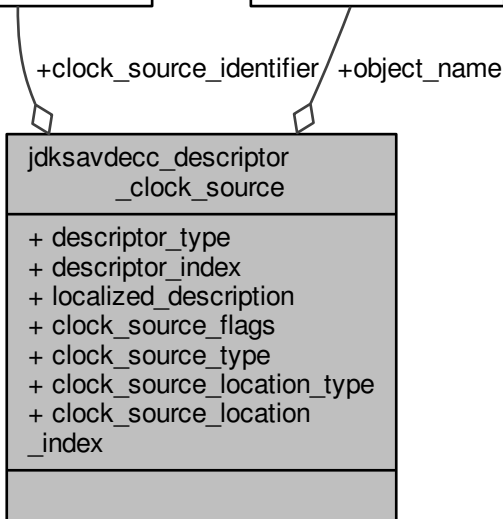 +clock_source_identifier
+object_name
jdksavdecc_descriptor
_clock_source
+ descriptor_type
+ descriptor_index
+ localized_description
+ clock_source_flags
+ clock_source_type
+ clock_source_location_type
+ clock_source_location
_index